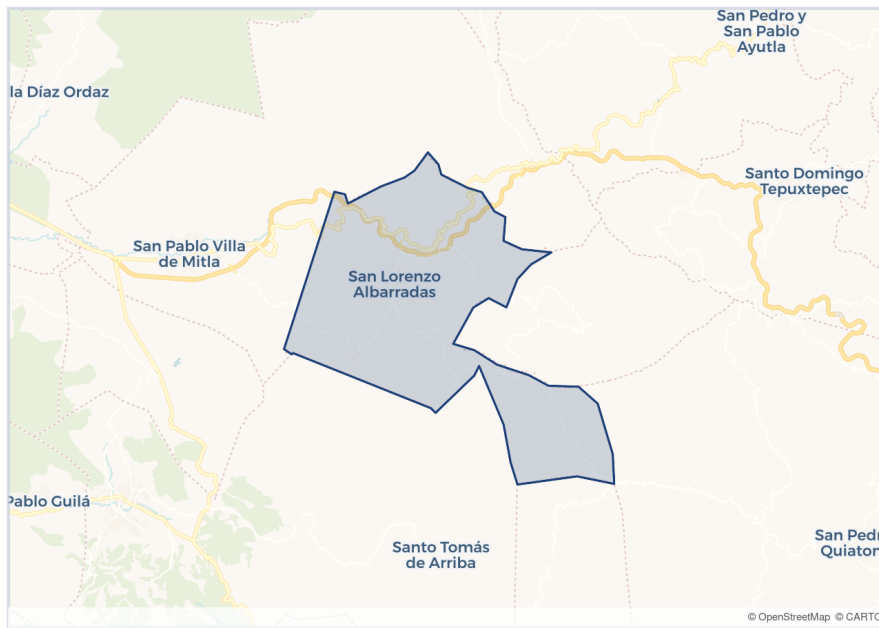 San Pedro y
San Pablo
Ayutla
la Díaz Ordaz
Santo Domingo
Tepuxtepec
San Pablo Villa
de Mitla
San Lorenzo
Albarradas
Pablo Guilá
Santo Tomás
de Arriba
San Pedr
Quiaton
© OpenStreetMap © CARTO